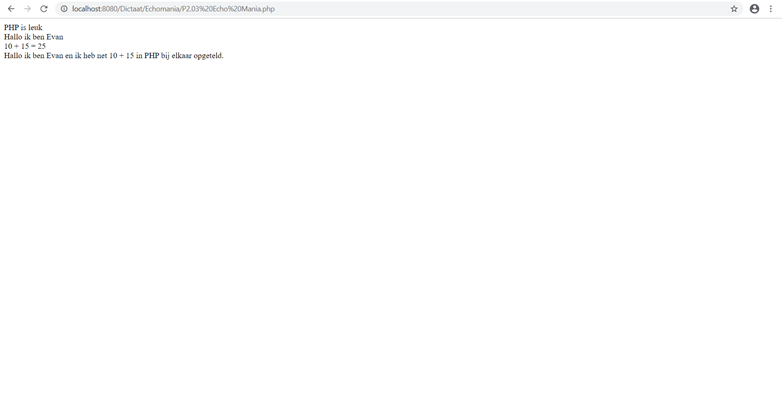 localhost:8080/Dictaat/Echomania/P2.03%20Echo%20Mania.php
PHP is leuk
Hallo ik ben Evan
10 + 15 = 25
Hallo ik ben Evan en ik heb net 10 + 15 in PHP bij elkaar opgeteld.